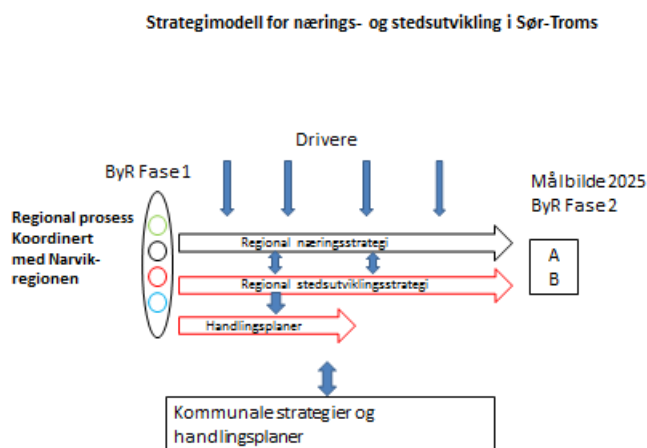 Strategimodell for nærings- og stedsutvikling i Sør-Troms
Drivere
ByR Fase 1
Målbilde 2025
ByR Fase 2
Regional prosess
Koordinert
med Narvik-
regionen
Regional næringsstrategi
A
B
Regional stedsutviklingsstrategi
Handlingsplaner
Kommunale strategier og
handlingsplaner